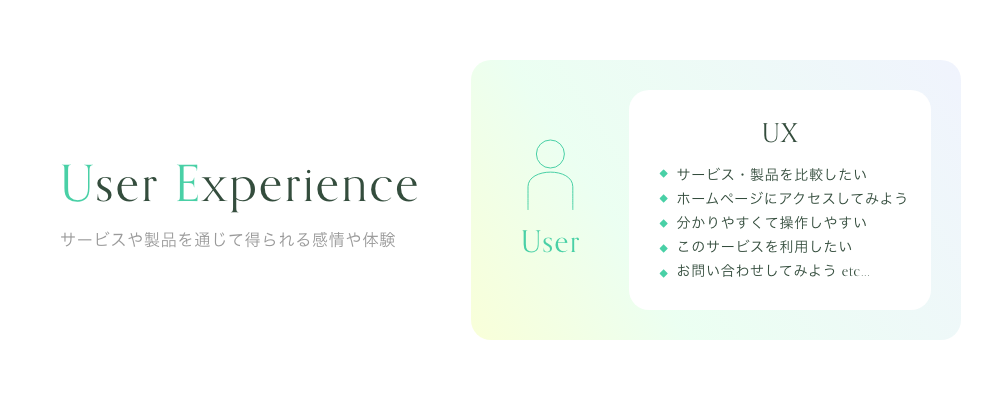 User Experience
サービスや製品を通じて得られる感情や体験
User
UX
◆ サービス・製品を比較したい
◆ ホームページにアクセスしてみよう
◆ 分かりやすくて操作しやすい
◆ このサービスを利用したい
◆ お問い合わせしてみよう etc...